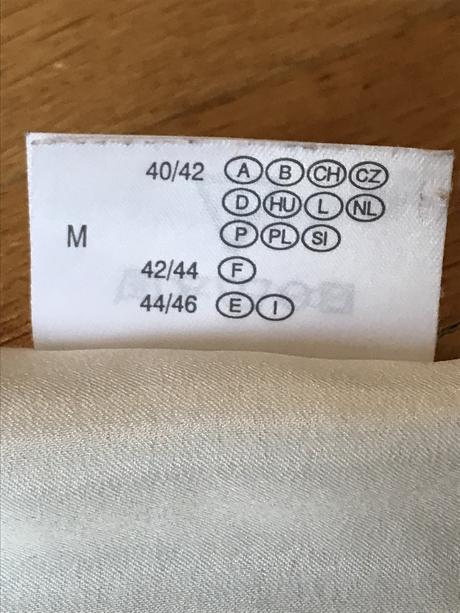 40/42 A B CH CZ
D HU L NL
M P PL SI
42/44 F
44/46 E I